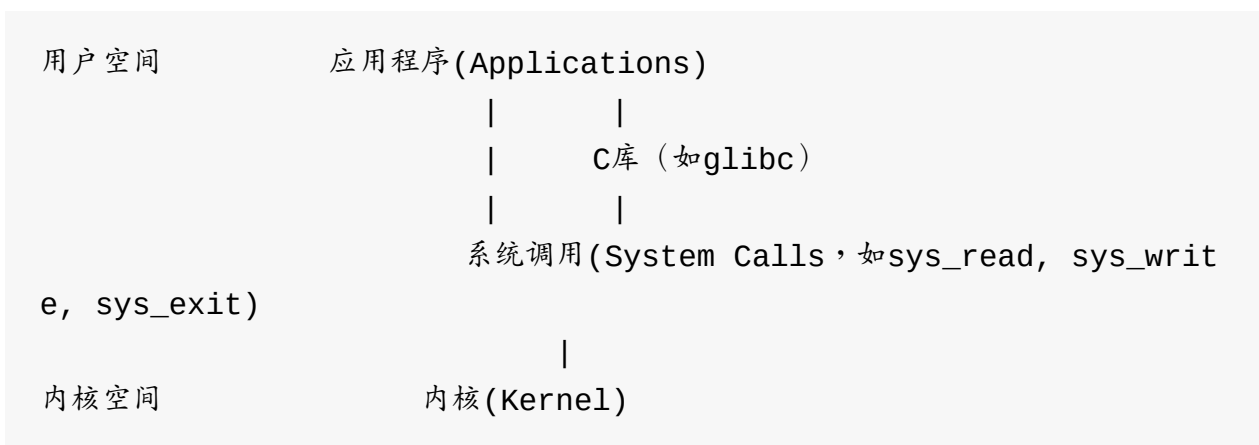 用户空间 应用程序(Applications)
| |
| C库（如glibc）
| |
系统调用(System Calls，如sys_read, sys_writ
e, sys_exit)
|
内核空间 内核(Kernel)